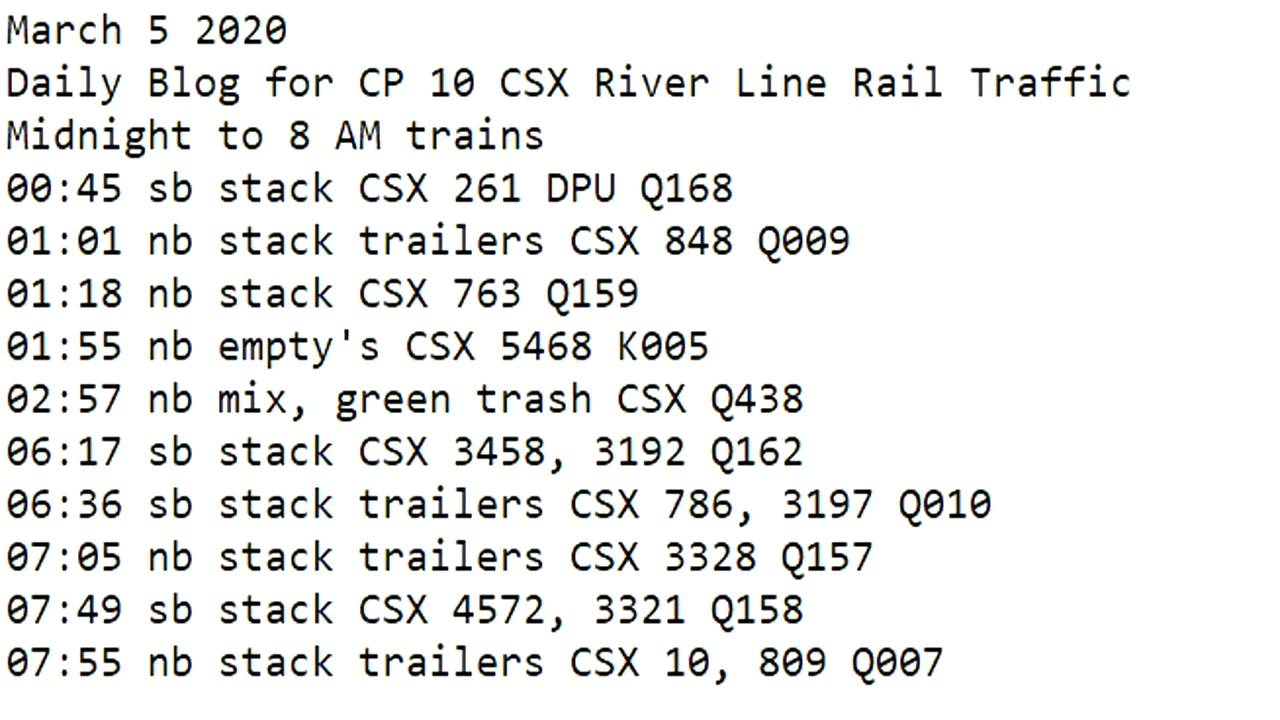 March 5 2020
Daily Blog for CP 10 CSX River Line Rail Traffic
Midnight to 8 AM trains
00:45 sb stack CSX 261 DPU Q168
01:01 nb stack trailers CSX 848 Q009
01:18 nb stack CSX 763 Q159
01:55 nb empty's CSX 5468 K005
02:57 nb mix, green trash CSX Q438
06:17 sb stack CSX 3458, 3192 Q162
06:36 sb stack trailers CSX 786, 3197 Q010
07:05 nb stack trailers CSX 3328 Q157
07:49 sb stack CSX 4572, 3321 Q158
07:55 nb stack trailers CSX 10, 809 Q007